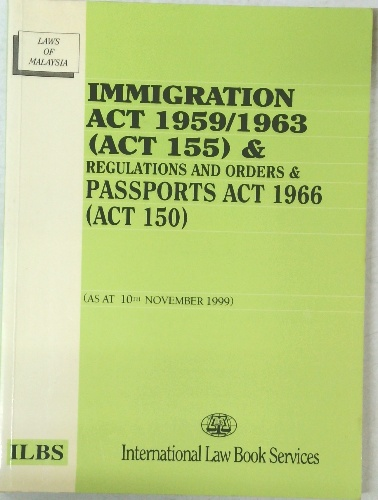 LAWS
OF
MALAYSIA
IMMIGRATION
ACT 1959/1963
(ACT 155) &
REGULATIONS AND ORDERS &
PASSPORTS ACT 1966
(ACT 150)
(AS AT 10TH NOVEMBER 1999)
ILBS
International Law Book Services